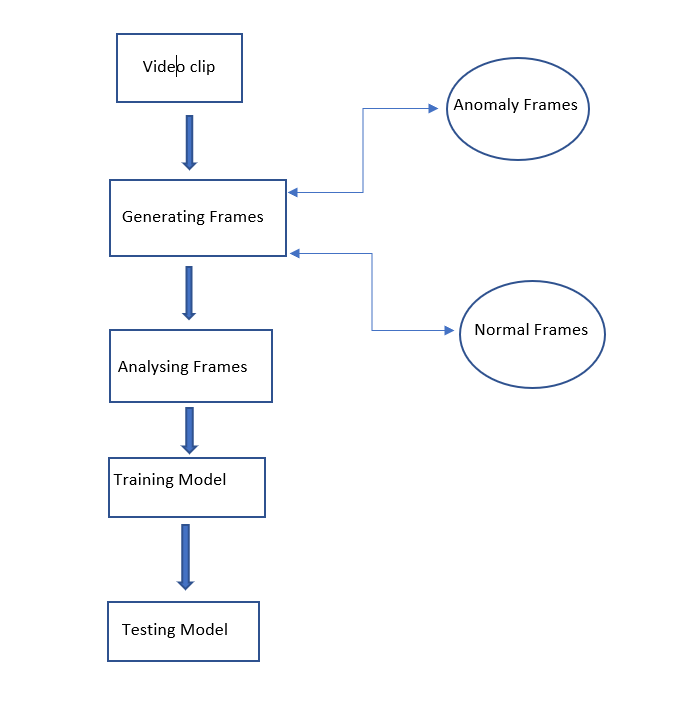 Video clip
Anomaly Frames
Generating Frames
Normal Frames
Analysing Frames
Training Model
Testing Model